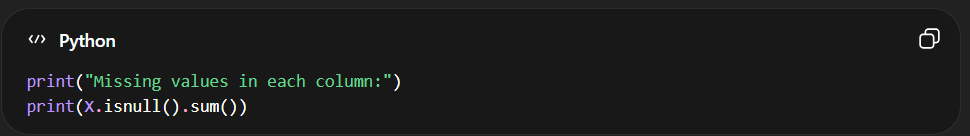 Python
print("Missing values in each column:")
print(X.isnull().sum())